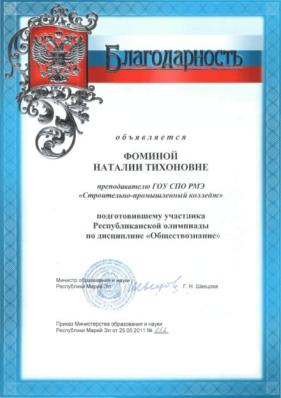 Благодарность
объявляется
ФОМИНОЙ
НАТАЛИИ ТИХОНОВНЕ
преподавателю ГОУ СПО РМЭ
«Строительно-промышленный колледж»
подготовившему участника
Республиканской олимпиады
по дисциплине «Обществознание»
Министр образования и науки
Республики Марий Эл
Г. Н. Швецова
Приказ Министерства образования и науки
Республики Марий Эл от 25.05 2011 №